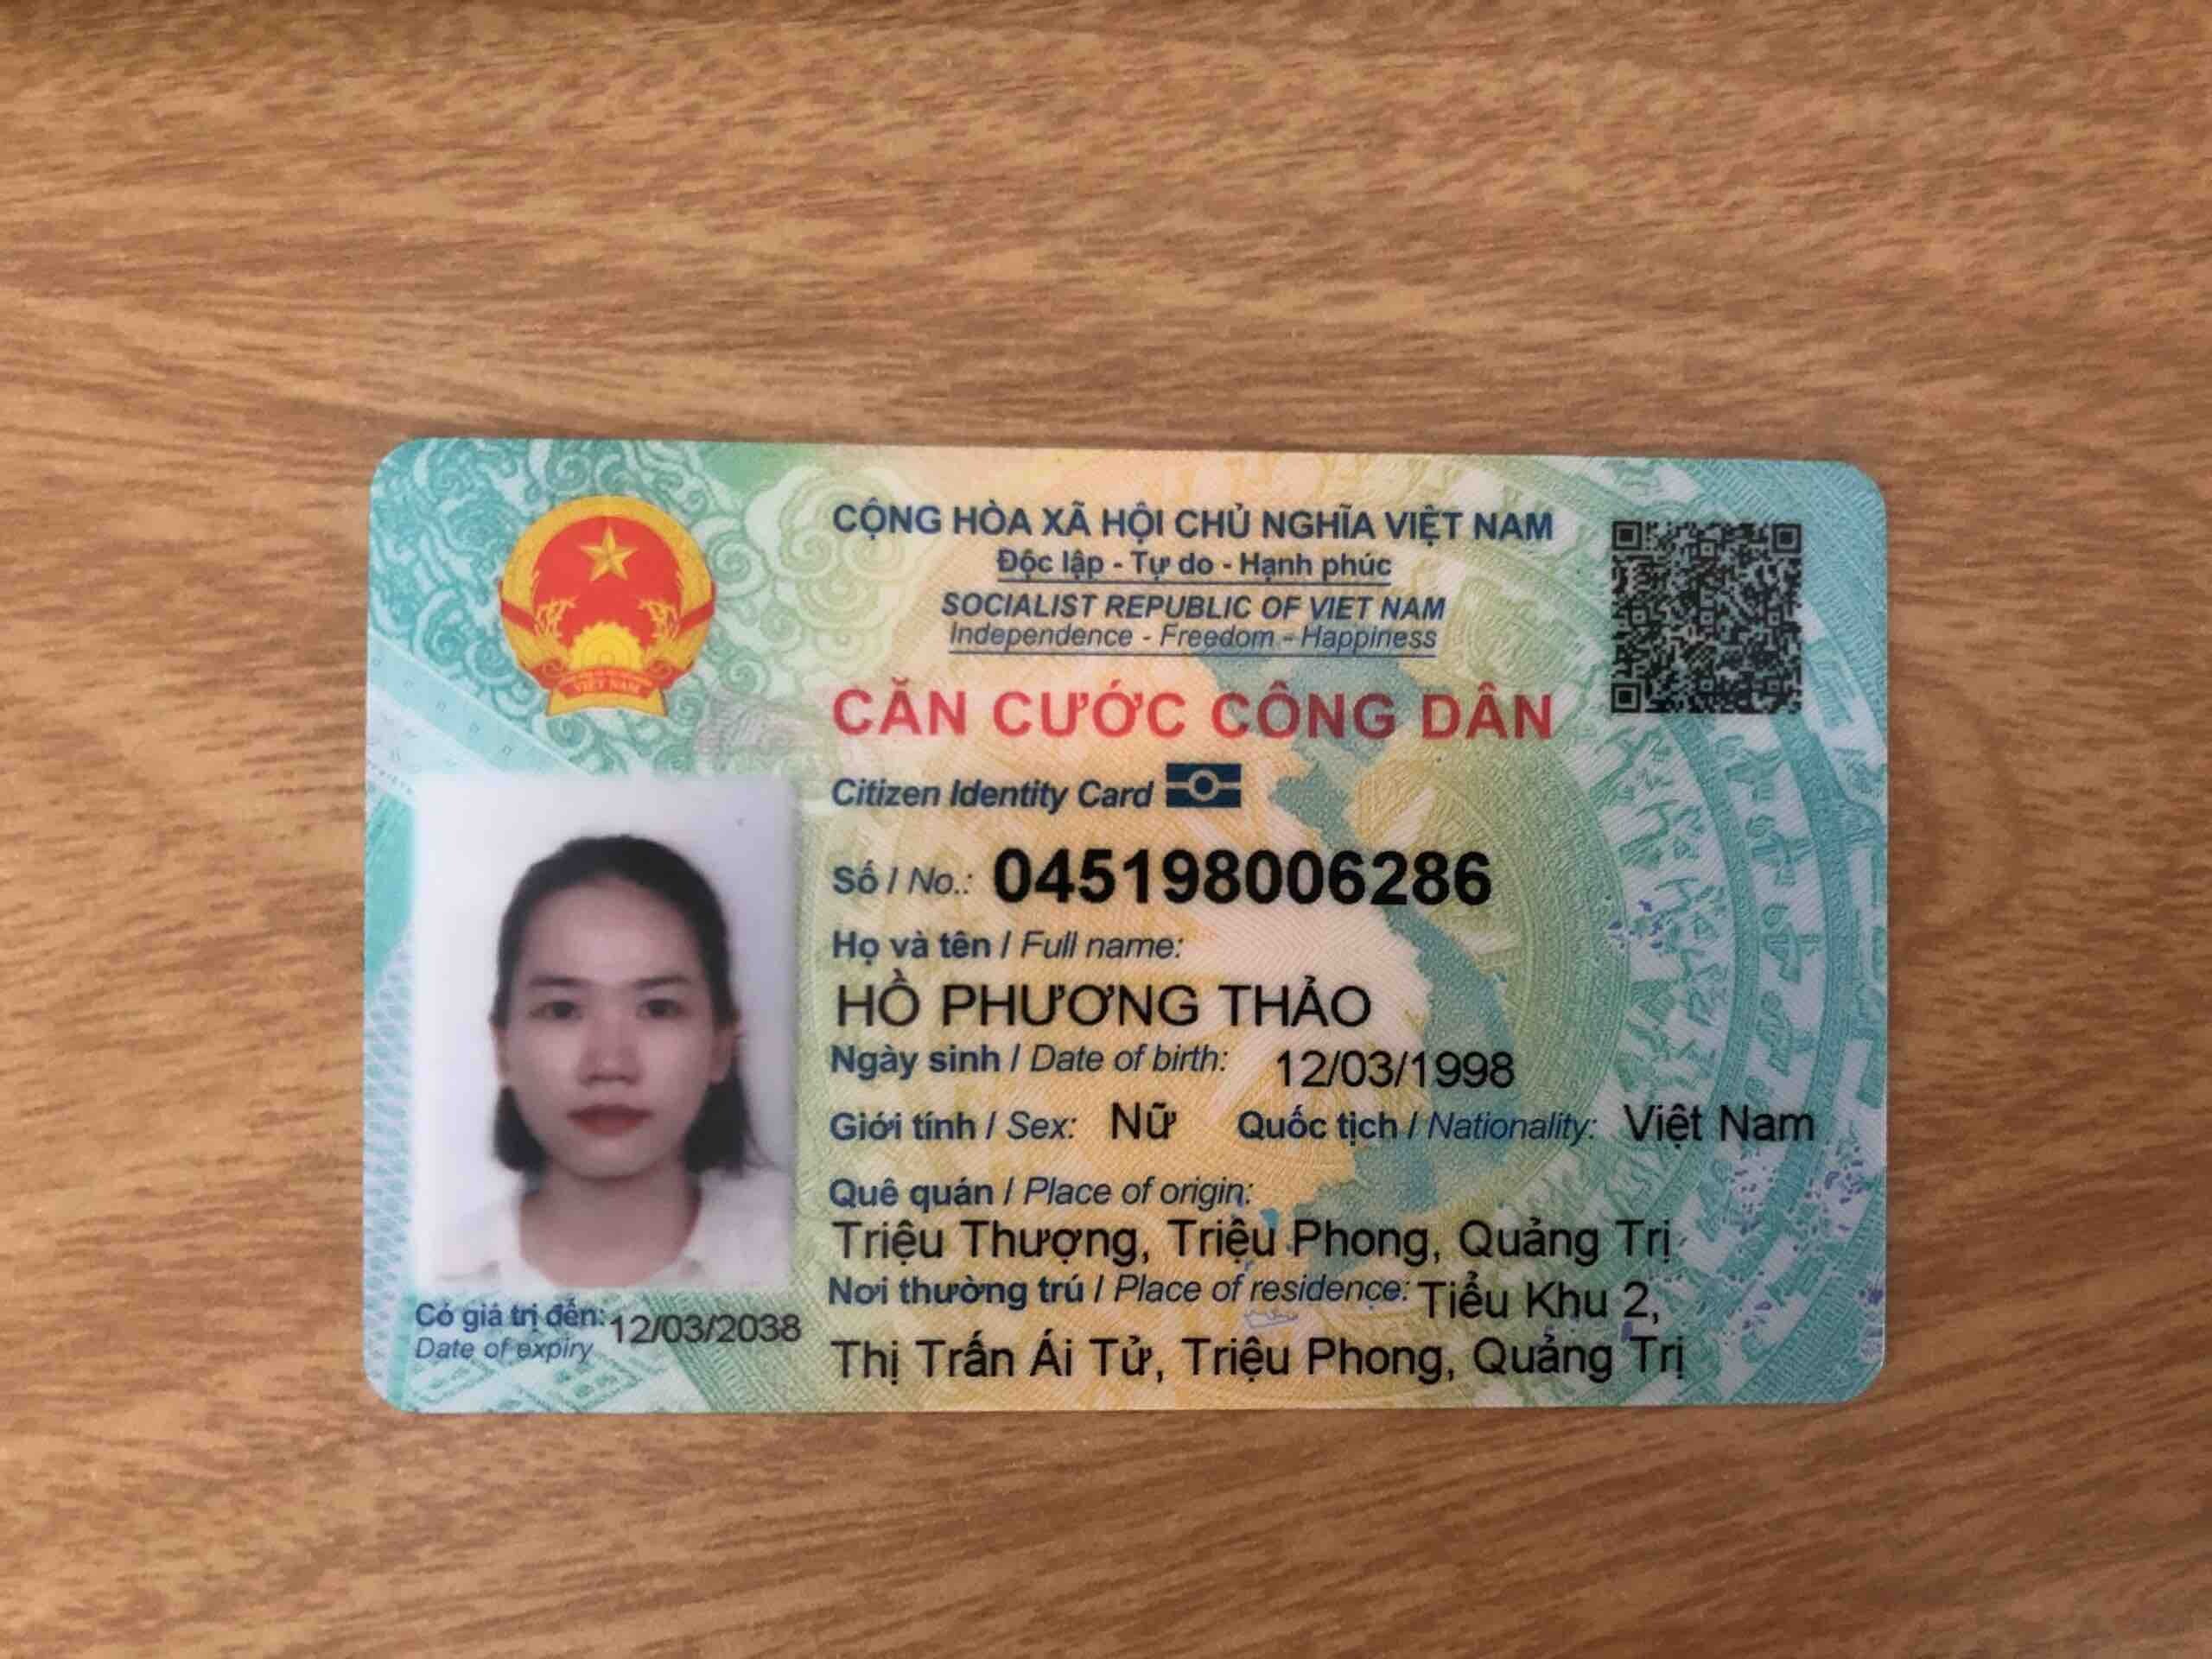 CỘNG HÒA XÃ HỘI CHỦ NGHĨA VIỆT NAM
Độc lập - Tự do - Hạnh phúc
SOCIALIST REPUBLIC OF VIET NAM
Independence - Freedom - Happiness
VIỆT NAM
CĂN CƯỚC CÔNG DÂN
Citizen Identity Card
Số / No.: 045198006286
Họ và tên / Full name:
HỒ PHƯƠNG THẢO
Ngày sinh / Date of birth: 12/03/1998
Giới tính / Sex: Nữ Quốc tịch / Nationality: Việt Nam
Quê quán / Place of origin:
Triệu Thượng, Triệu Phong, Quảng Trị
Nơi thường trú / Place of residence: Tiểu Khu 2,
Thị Trấn Ái Tử, Triệu Phong, Quảng Trị
Có giá trị đến: 12/03/2038
Date of expiry